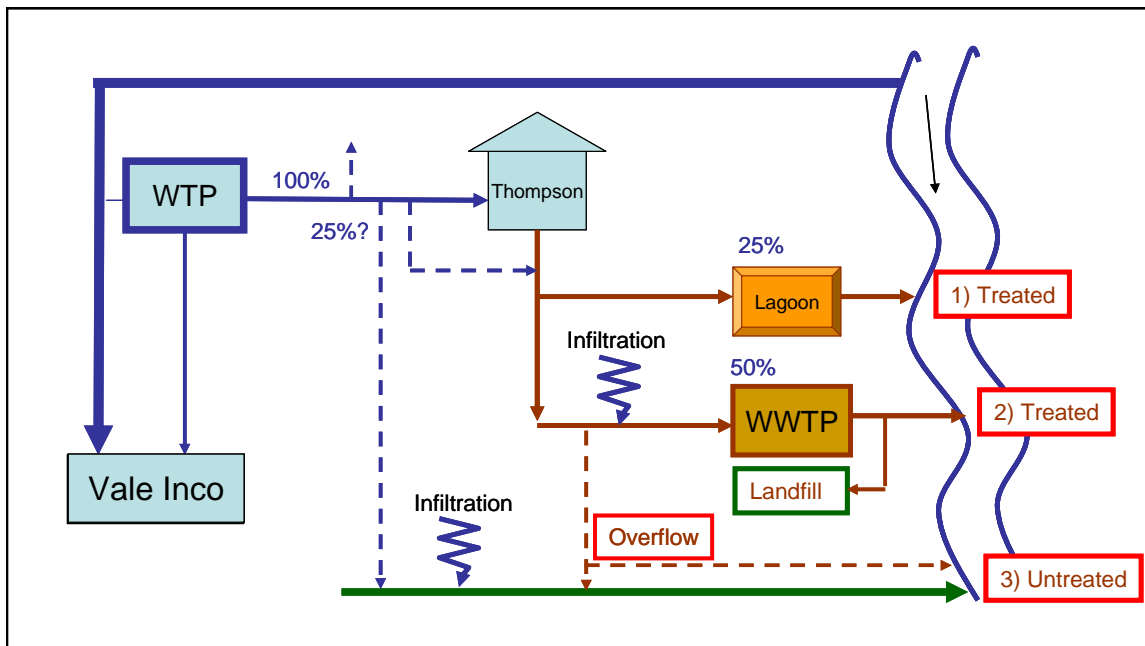 WTP
100%
Thompson
25%?
25%
Lagoon
1) Treated
Infiltration
50%
WWTP
2) Treated
Vale Inco
Landfill
Infiltration
Overflow
3) Untreated